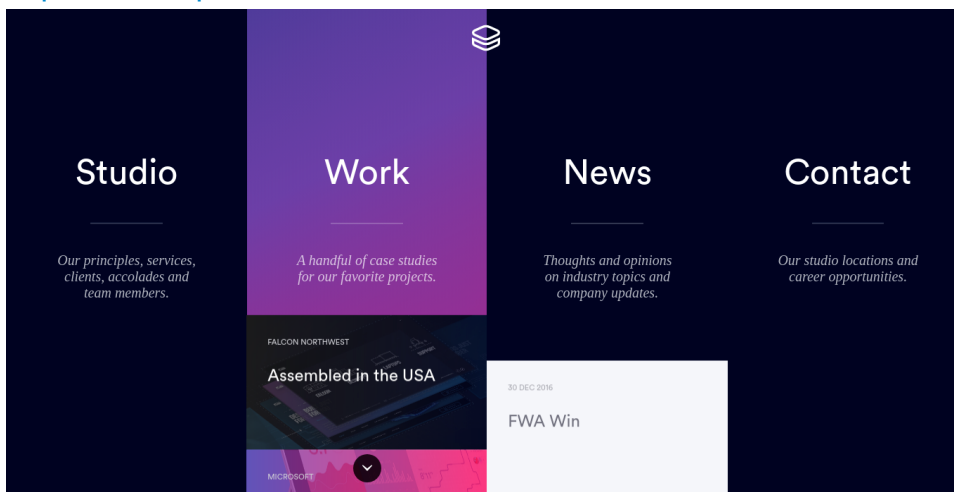 Studio
Our principles, services,
clients, accolades and
team members.
Work
A handful of case studies
for our favorite projects.
FALCON NORTHWEST
Assembled in the USA
MICROSOFT
News
Thoughts and opinions
on industry topics and
company updates.
30 DEC 2016
FWA Win
Contact
Our studio locations and
career opportunities.